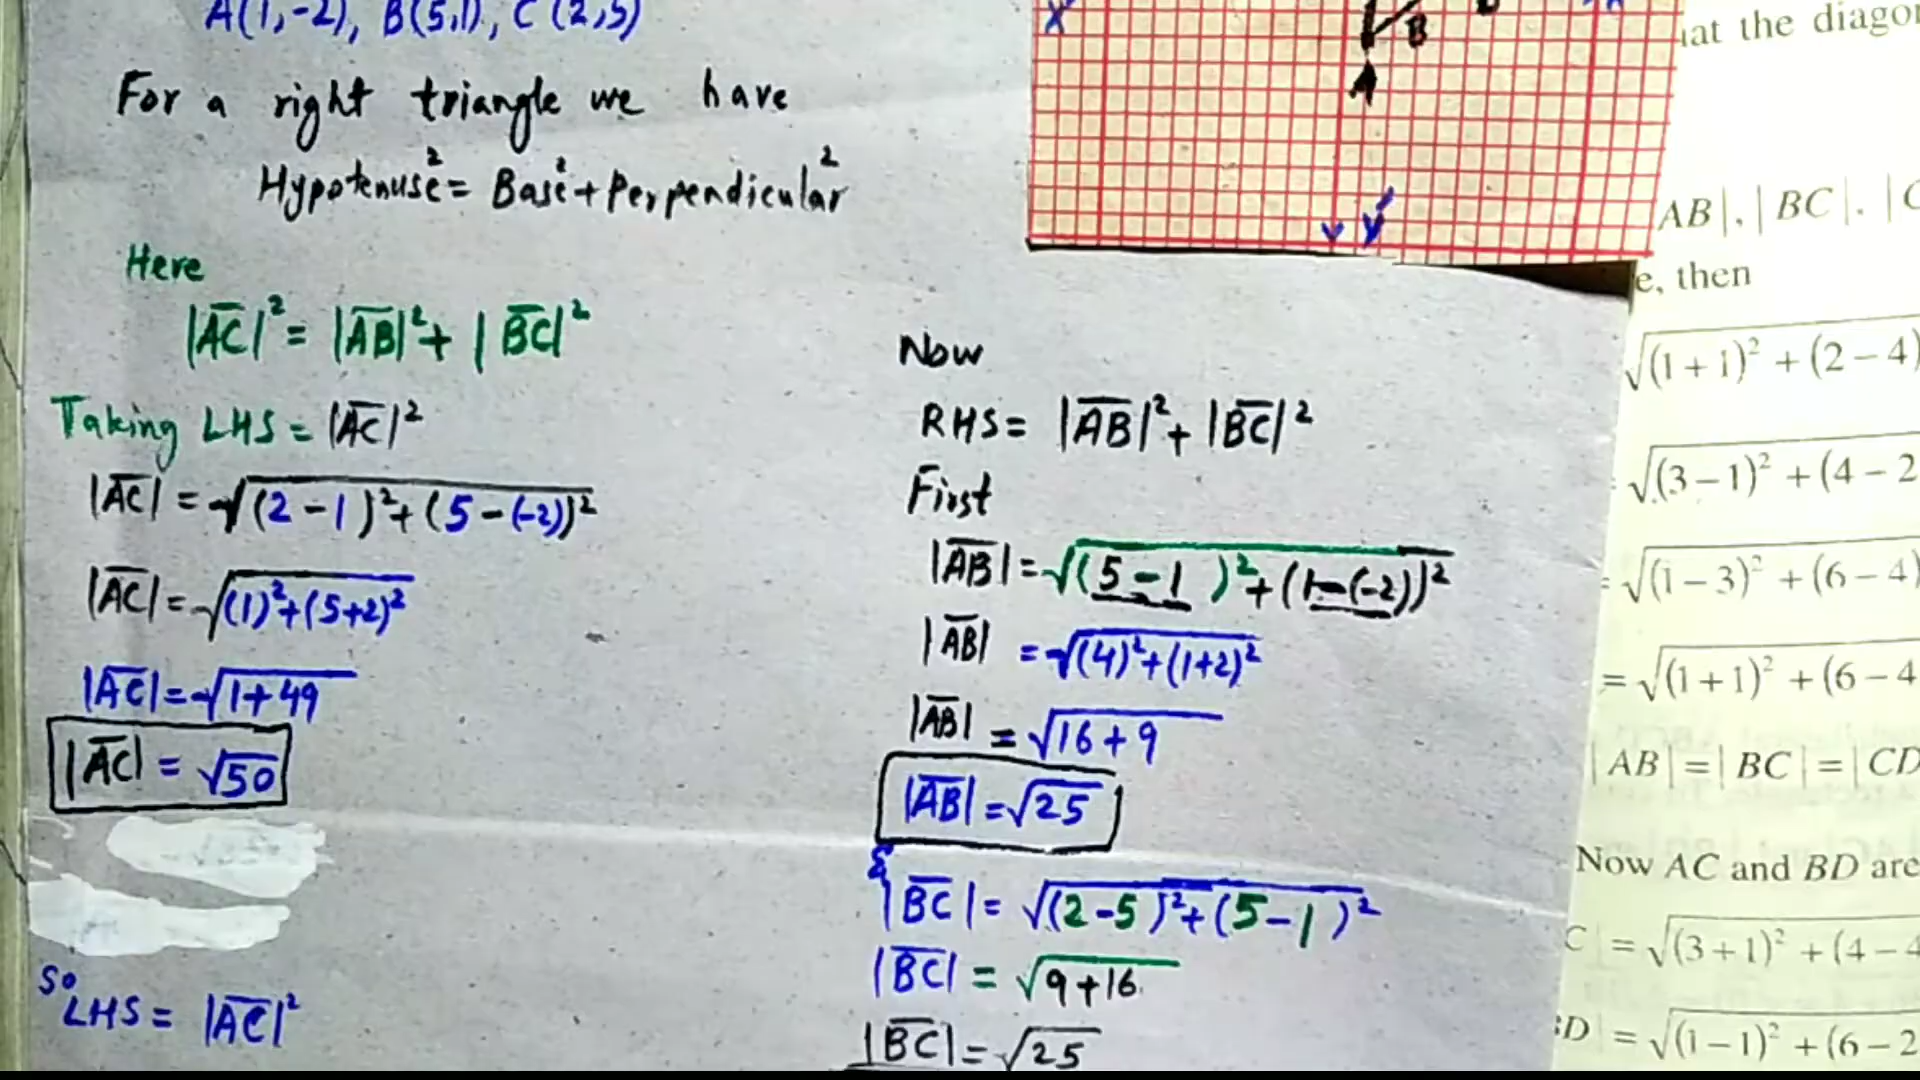 A(1,-2), B(5,1), C(2,5)
For a right triangle we have
Hypotenuse² = Base² + Perpendicular²
Here
|AC|² = |AB|² + |BC|²
Taking LHS = |AC|²
|AC| = √(2-1)²+(5-(-2))²
|AC| = √(1)²+(5+2)²
|AC| = √1+49
|AC| = √50
So
LHS = |AC|²
Now
RHS = |AB|² + |BC|²
First
|AB| = √(5-1)²+(1-(-2))²
|AB| = √(4)²+(1+2)²
|AB| = √16+9
|AB| = √25
&
|BC| = √(2-5)²+(5-1)²
|BC| = √9+16
|BC| = √25
X'
B
A
Y'
the diagon
AB|, |BC|, |C
e, then
√(1+1)² + (2-4)
√(3-1)² + (4-2
= √(1-3)² + (6-4)
= √(1+1)² + (6-4
|AB| = |BC| = |CD
Now AC and BD are
C| = √(3+1)² + (4-4
BD| = √(1-1)² + (6-2